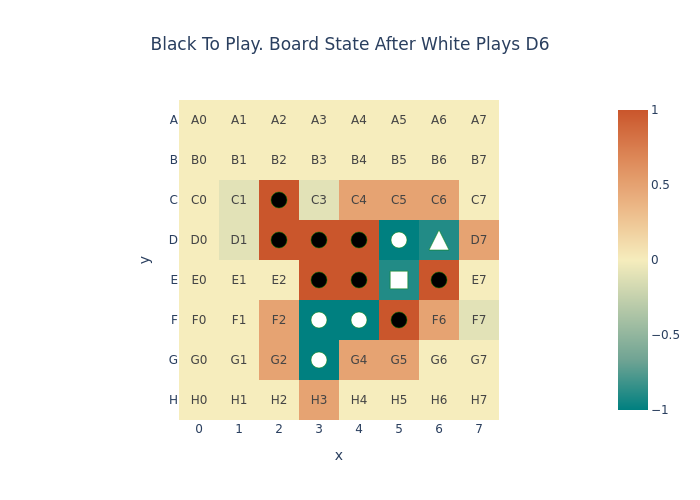 Black To Play. Board State After White Plays D6
A A0 A1 A2 A3 A4 A5 A6 A7
B B0 B1 B2 B3 B4 B5 B6 B7
C C0 C1 C3 C4 C5 C6 C7
D D0 D1 D7
E E0 E1 E2 E7
F F0 F1 F2 F6 F7
G G0 G1 G2 G4 G5 G6 G7
H H0 H1 H2 H3 H4 H5 H6 H7
0 1 2 3 4 5 6 7
x
y
1
0.5
0
−0.5
−1